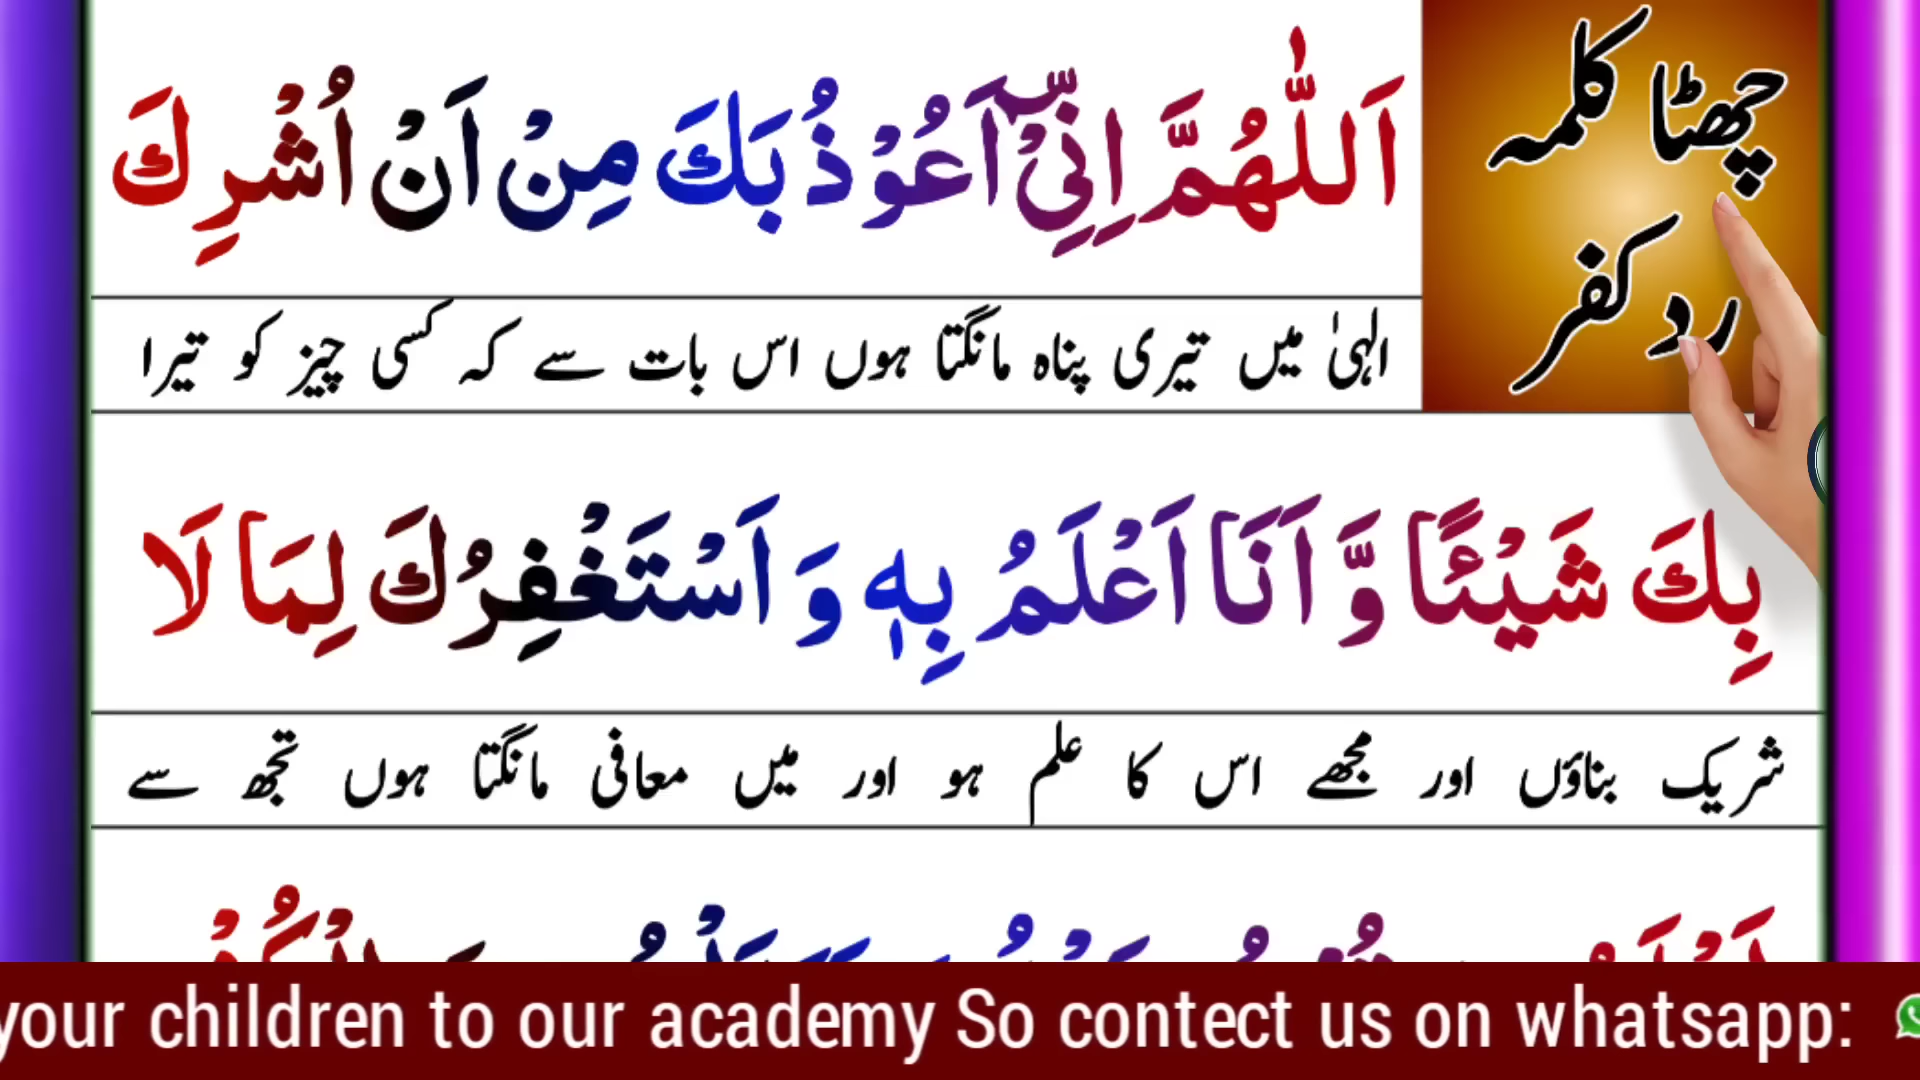 اَللّٰهُمَّ اِنِّیْۤ اَعُوْذُ بَكَ مِنْ اَنْ اُشْرِكَ
چھٹا کلمہ
رد کفر
الہیٰ میں تیری پناہ مانگتا ہوں اس بات سے کہ کسی چیز کو تیرا
بِكَ شَیْئًا وَّ اَنَا اَعْلَمُ بِهٖ وَ اَسْتَغْفِرُكَ لِمَا لَا
شریک بناؤں اور مجھے اس کا علم ہو اور میں معافی مانگتا ہوں تجھ سے
your children to our academy So contect us on whatsapp: